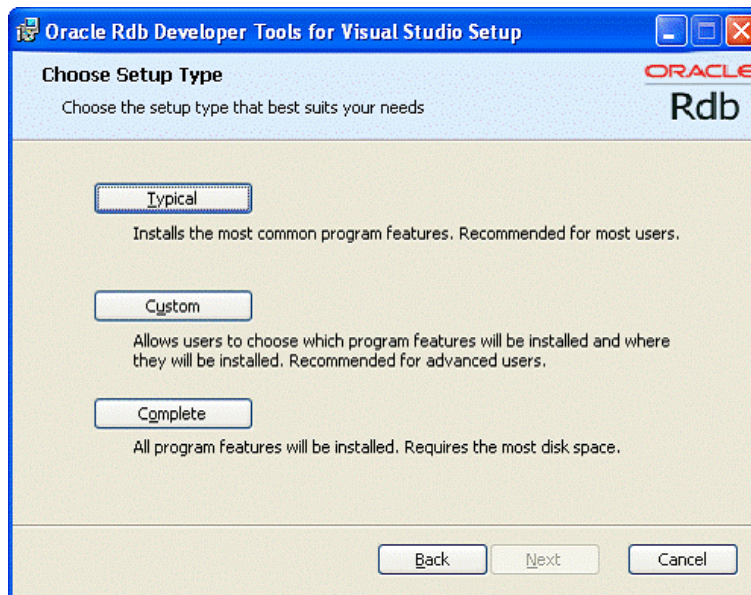 Oracle Rdb Developer Tools for Visual Studio Setup
Choose Setup Type
Choose the setup type that best suits your needs
ORACLE
Rdb
Typical
Installs the most common program features. Recommended for most users.
Custom
Allows users to choose which program features will be installed and where
they will be installed. Recommended for advanced users.
Complete
All program features will be installed. Requires the most disk space.
Back
Next
Cancel